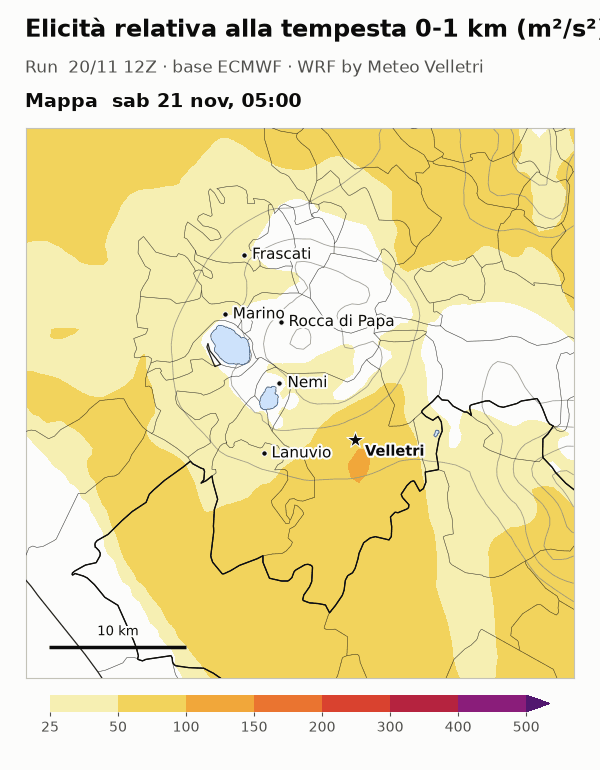 Elicità relativa alla tempesta 0-1 km (m²/s²)
Run  20/11 12Z · base ECMWF · WRF by Meteo Velletri
Mappa  sab 21 nov, 05:00
Frascati
Marino
Rocca di Papa
Nemi
Velletri
Lanuvio
10 km
25 50 100 150 200 300 400 500